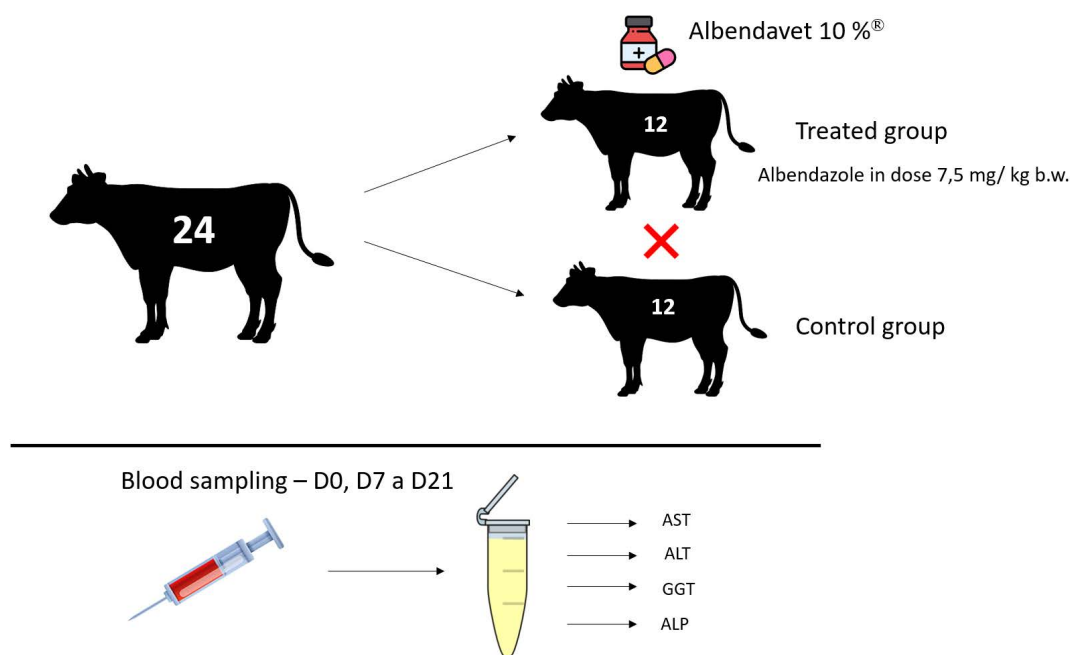 Albendavet 10 %®
24
12
Treated group
Albendazole in dose 7,5 mg/ kg b.w.
12
Control group
Blood sampling – D0, D7 a D21
AST
ALT
GGT
ALP